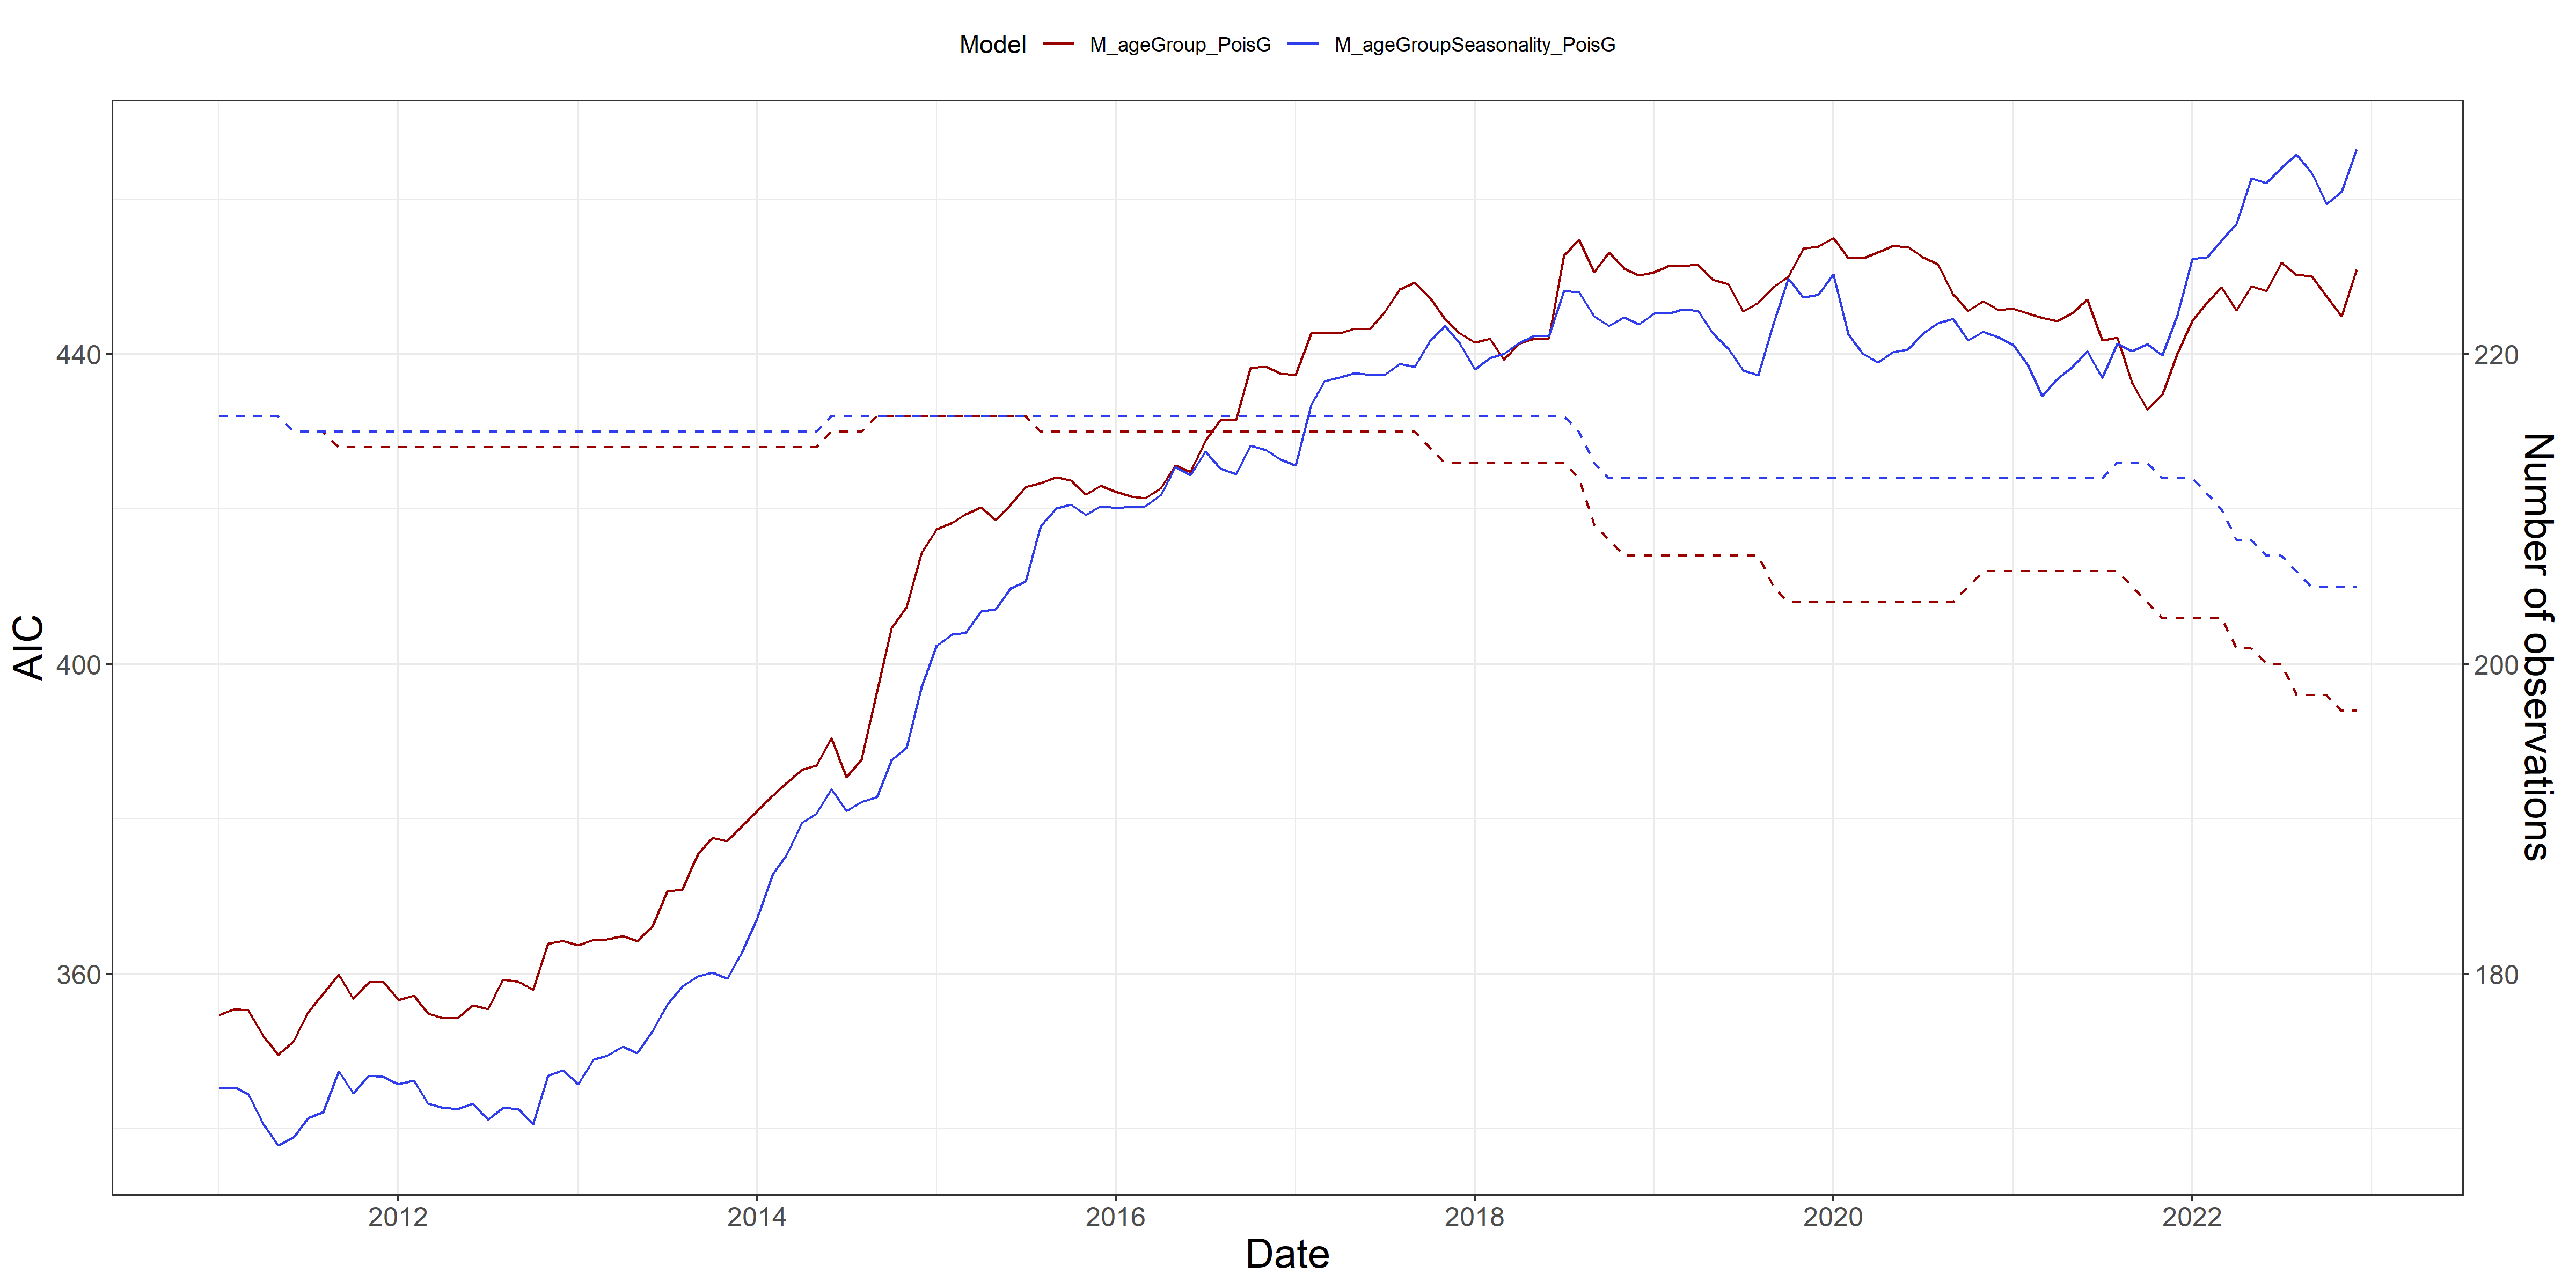 Model M_ageGroup_PoisG M_ageGroupSeasonality_PoisG
440
400
360
AIC
220
200
180
Number of observations
2012 2014 2016 2018 2020 2022
Date